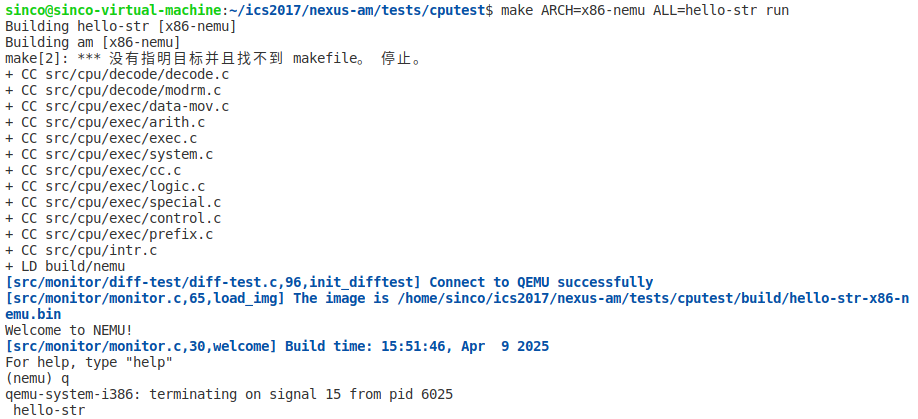 sinco@sinco-virtual-machine:~/ics2017/nexus-am/tests/cputest$ make ARCH=x86-nemu ALL=hello-str run
Building hello-str [x86-nemu]
Building am [x86-nemu]
make[2]: *** 没有指明目标并且找不到 makefile。 停止。
+ CC src/cpu/decode/decode.c
+ CC src/cpu/decode/modrm.c
+ CC src/cpu/exec/data-mov.c
+ CC src/cpu/exec/arith.c
+ CC src/cpu/exec/exec.c
+ CC src/cpu/exec/system.c
+ CC src/cpu/exec/cc.c
+ CC src/cpu/exec/logic.c
+ CC src/cpu/exec/special.c
+ CC src/cpu/exec/control.c
+ CC src/cpu/exec/prefix.c
+ CC src/cpu/intr.c
+ LD build/nemu
[src/monitor/diff-test/diff-test.c,96,init_difftest] Connect to QEMU successfully
[src/monitor/monitor.c,65,load_img] The image is /home/sinco/ics2017/nexus-am/tests/cputest/build/hello-str-x86-n
emu.bin
Welcome to NEMU!
[src/monitor/monitor.c,30,welcome] Build time: 15:51:46, Apr  9 2025
For help, type "help"
(nemu) q
qemu-system-i386: terminating on signal 15 from pid 6025
 hello-str